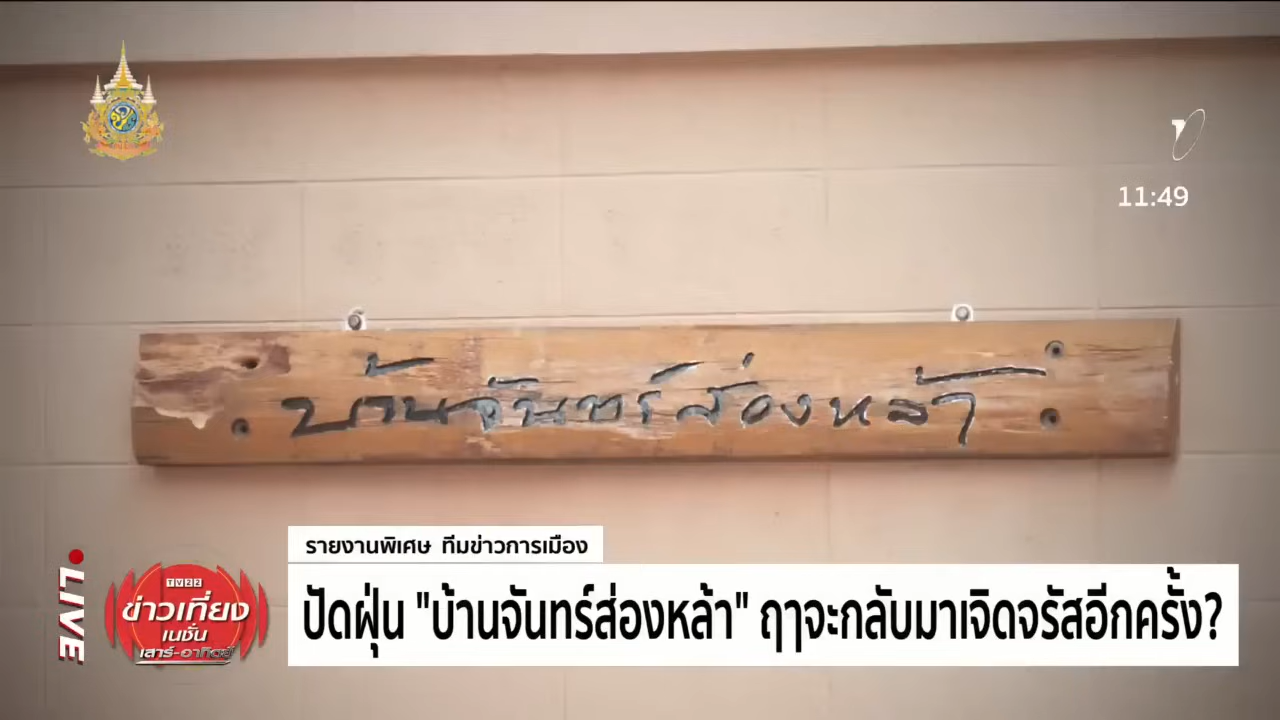 11:49
บ้านจันทร์ส่องหล้า
รายงานพิเศษ ทีมข่าวการเมือง
ปัดฝุ่น "บ้านจันทร์ส่องหล้า" ฤๅจะกลับมาเจิดจรัสอีกครั้ง?
LIVE
TV22
ข่าวเที่ยง
เนชั่น
เสาร์-อาทิตย์